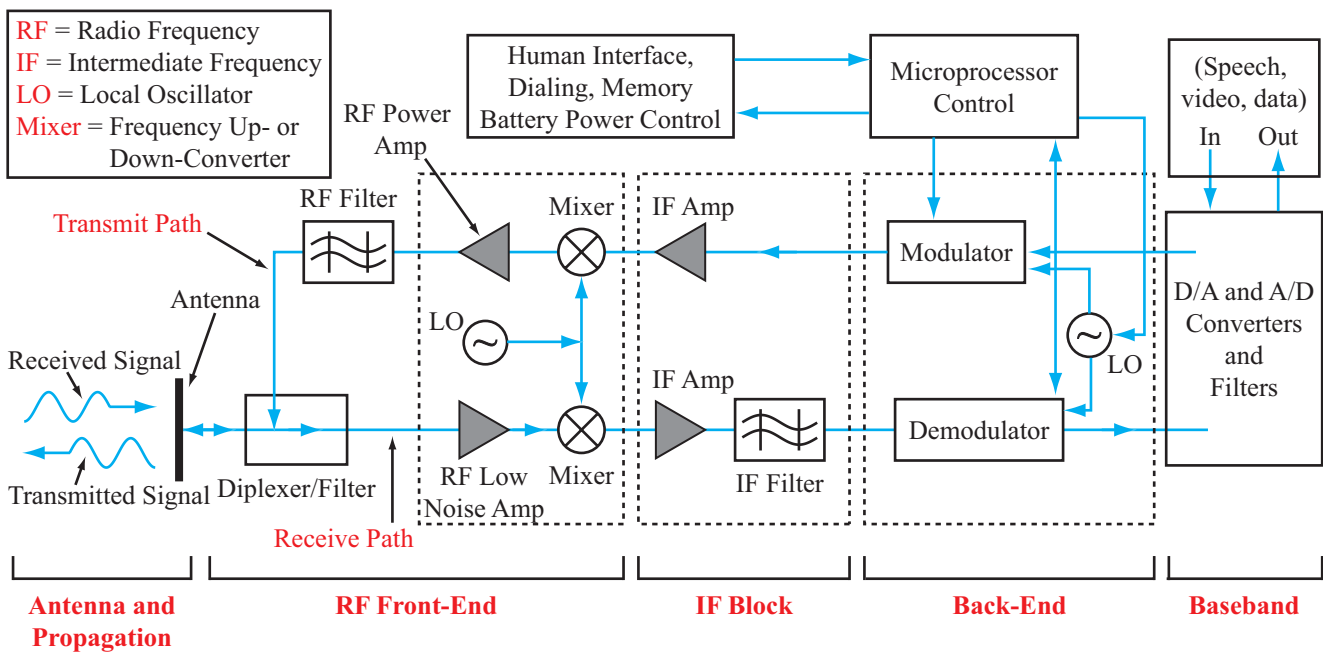 RF = Radio Frequency
IF = Intermediate Frequency
LO = Local Oscillator
Mixer = Frequency Up- or
Down-Converter
Human Interface,
Dialing, Memory
Battery Power Control
Microprocessor
Control
(Speech,
video, data)
In Out
RF Power
Amp
RF Filter
Mixer
IF Amp
Transmit Path
Modulator
Antenna
LO
D/A and A/D
Converters
and
Filters
LO
Received Signal
IF Amp
Demodulator
Transmitted Signal
Diplexer/Filter
RF Low
Noise Amp
Mixer
IF Filter
Receive Path
Antenna and
Propagation
RF Front-End
IF Block
Back-End
Baseband